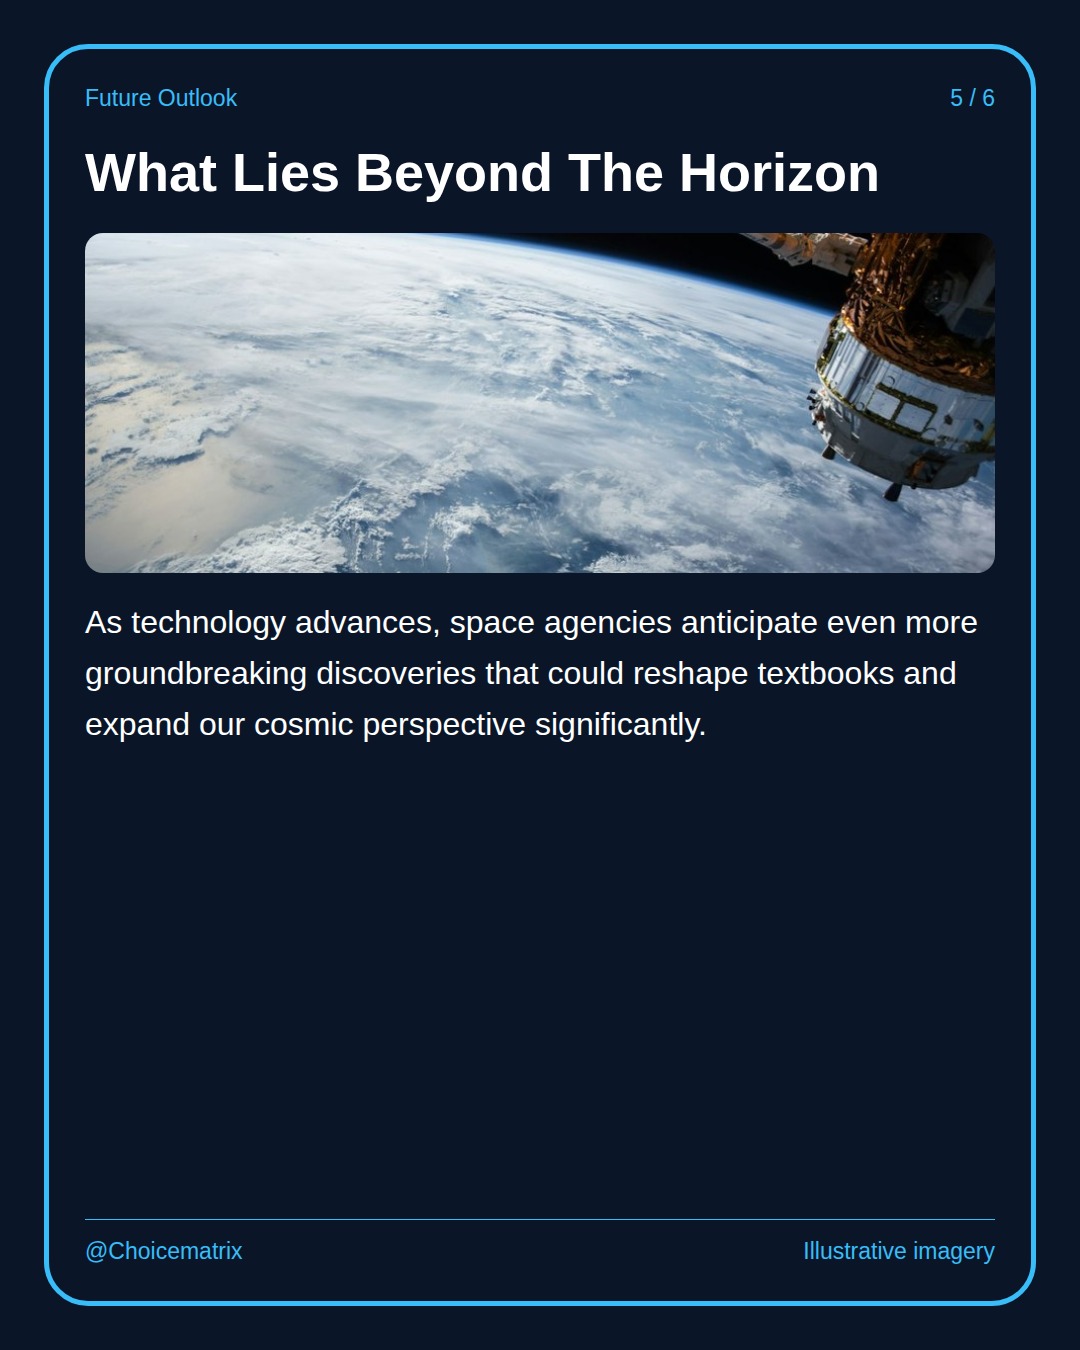 Future Outlook
5 / 6
What Lies Beyond The Horizon
As technology advances, space agencies anticipate even more
groundbreaking discoveries that could reshape textbooks and
expand our cosmic perspective significantly.
@Choicematrix
Illustrative imagery